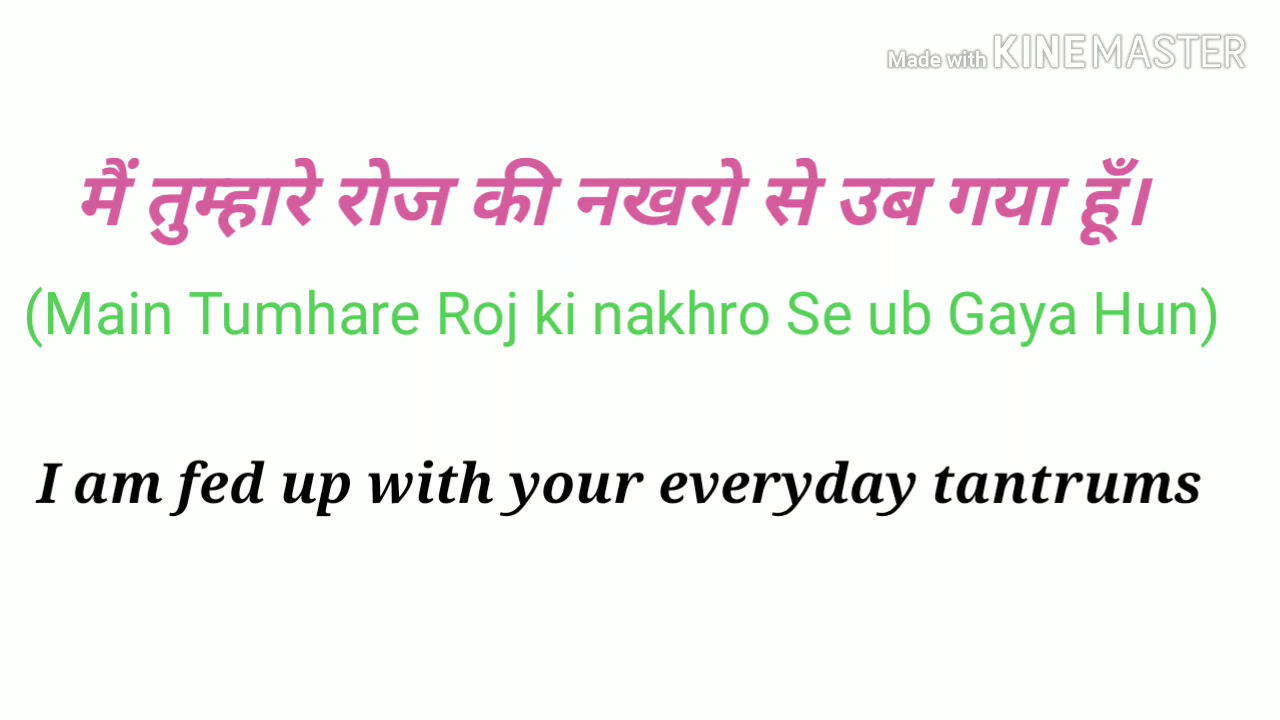 Made with KINEMASTER
मैं तुम्हारे रोज की नखरो से उब गया हूँ।
(Main Tumhare Roj ki nakhro Se ub Gaya Hun)
I am fed up with your everyday tantrums